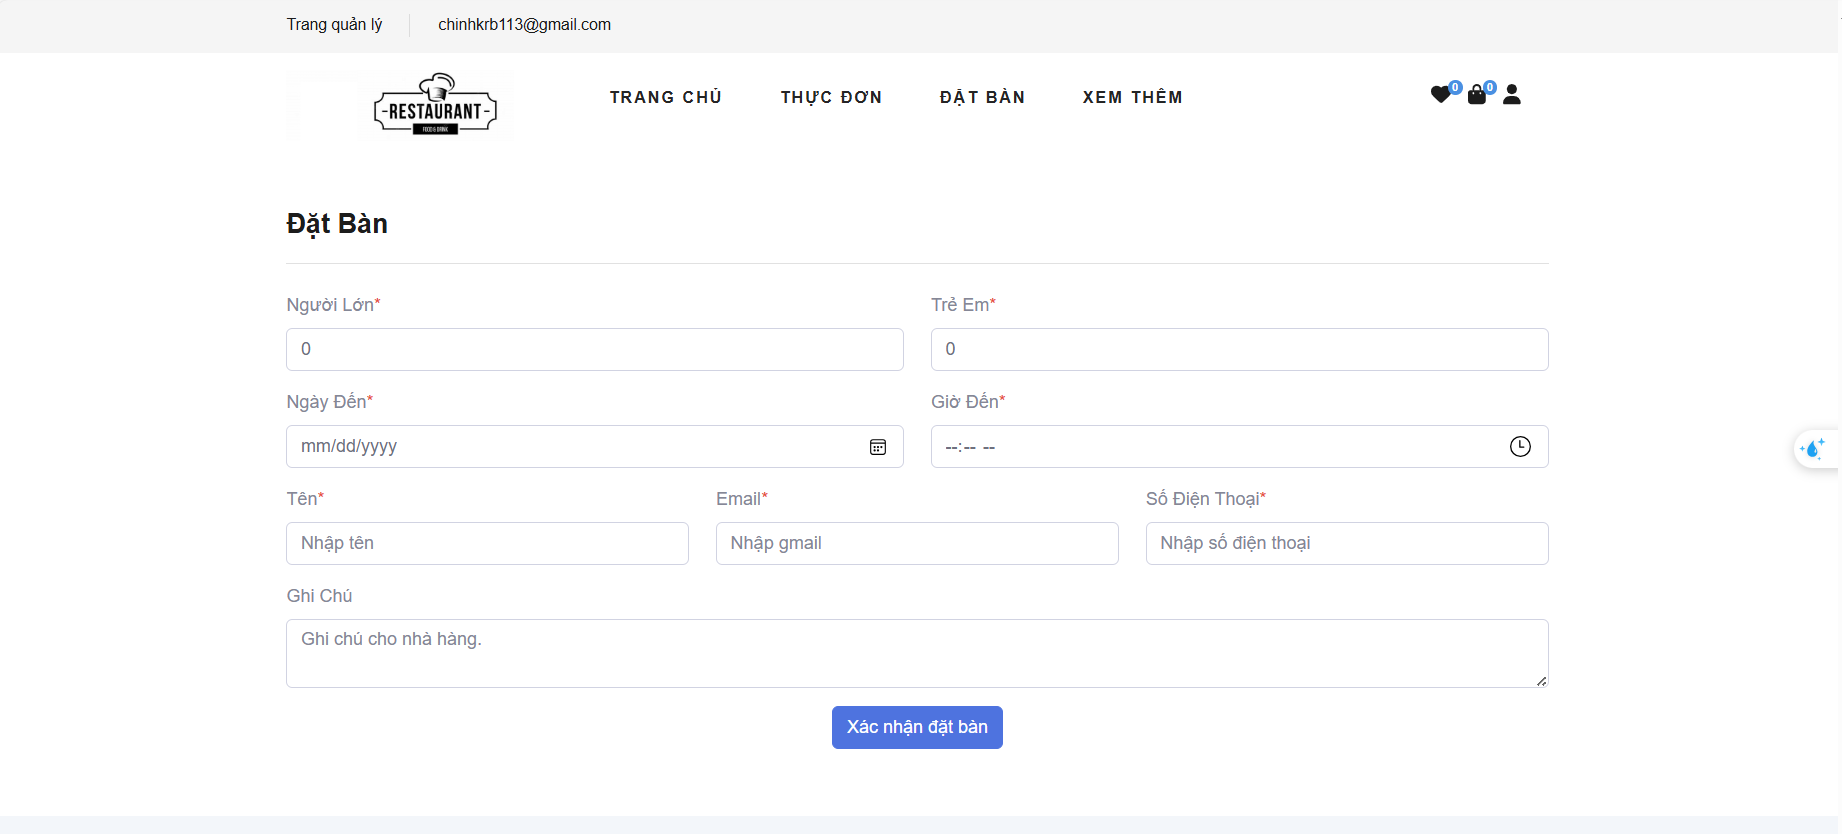 Trang quản lý
chinhkrb113@gmail.com
RESTAURANT
FOOD & DRINK
TRANG CHỦ
THỰC ĐƠN
ĐẶT BÀN
XEM THÊM
0
0
Đặt Bàn
Người Lớn*
Trẻ Em*
0
0
Ngày Đến*
Giờ Đến*
mm/dd/yyyy
--:-- --
Tên*
Email*
Số Điện Thoại*
Nhập tên
Nhập gmail
Nhập số điện thoại
Ghi Chú
Ghi chú cho nhà hàng.
Xác nhận đặt bàn